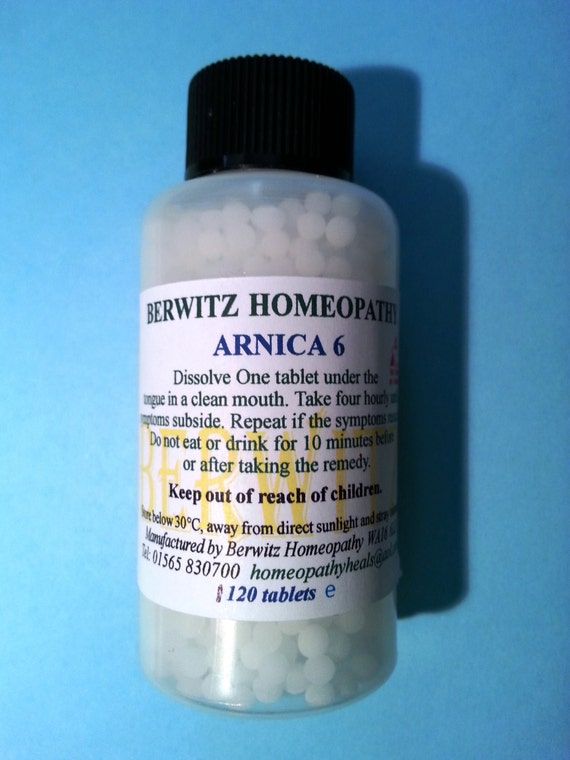 BERWITZ HOMEOPATHY
ARNICA 6
Dissolve One tablet under the
tongue in a clean mouth. Take four hourly
symptoms subside. Repeat if the symptoms
Do not eat or drink for 10 minutes before
or after taking the remedy.
Keep out of reach of children.
Store below 30°C, away from direct sunlight and
Manufactured by Berwitz Homeopathy WA16
Tel: 01565 830700 homeopathyheals@
120 tablets e
BERWIT